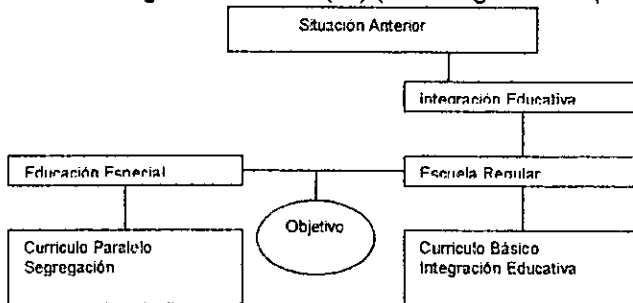 Situación Anterior
Integración Educativa
Educación Especial
Escuela Regular
Objetivo
Curriculo Paralelo
Segregación
Curriculo Básico
Integración Educativa